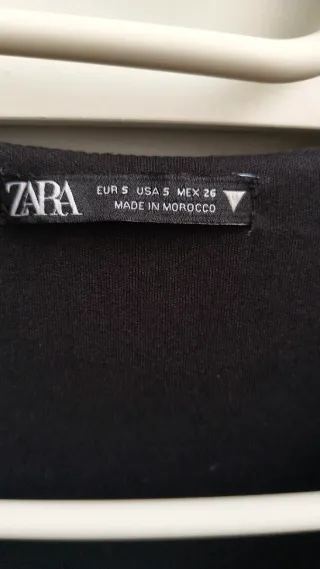 ZARA
EUR S USA S MEX 26
MADE IN MOROCCO